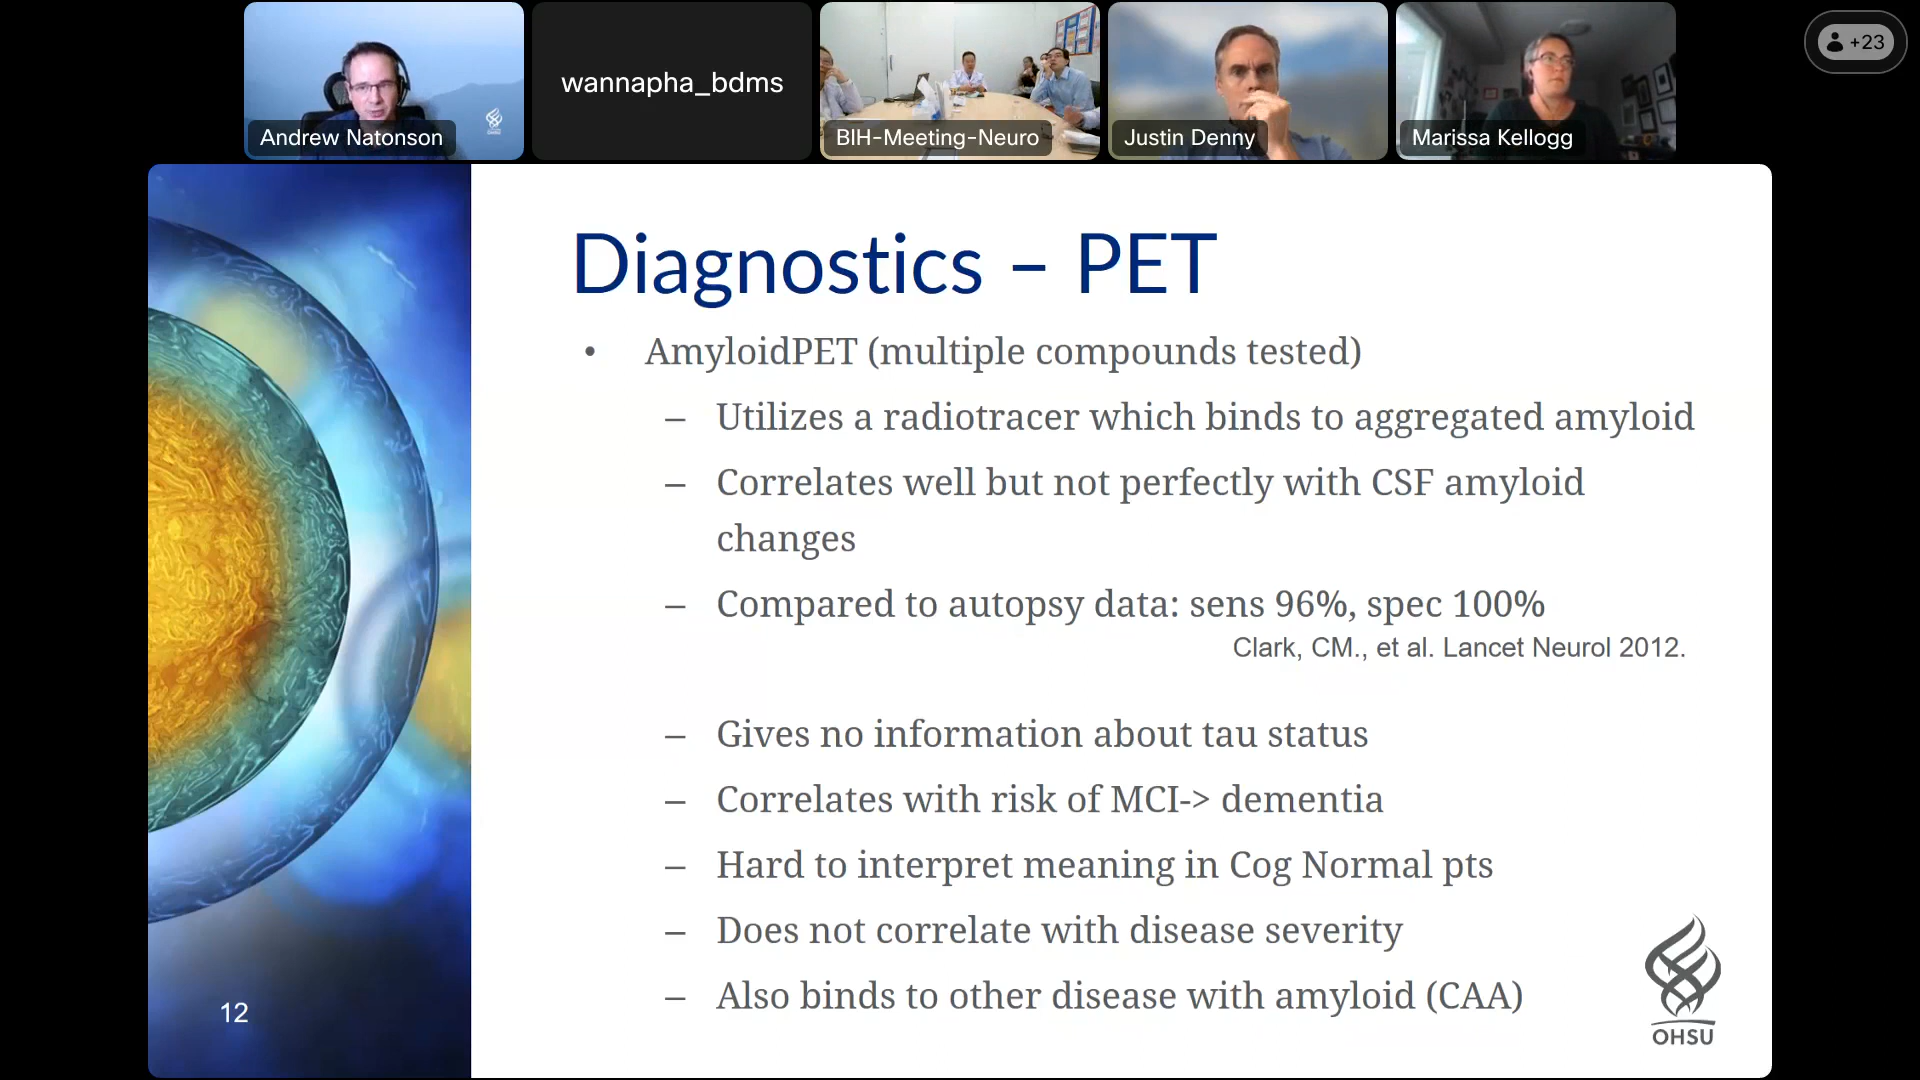 +23
Andrew Natonson
wannapha_bdms
BIH-Meeting-Neuro
Justin Denny
Marissa Kellogg
OHSU
Diagnostics – PET
• AmyloidPET (multiple compounds tested)
– Utilizes a radiotracer which binds to aggregated amyloid
– Correlates well but not perfectly with CSF amyloid
changes
– Compared to autopsy data: sens 96%, spec 100%
Clark, CM., et al. Lancet Neurol 2012.
– Gives no information about tau status
– Correlates with risk of MCI-> dementia
– Hard to interpret meaning in Cog Normal pts
– Does not correlate with disease severity
– Also binds to other disease with amyloid (CAA)
12
OHSU